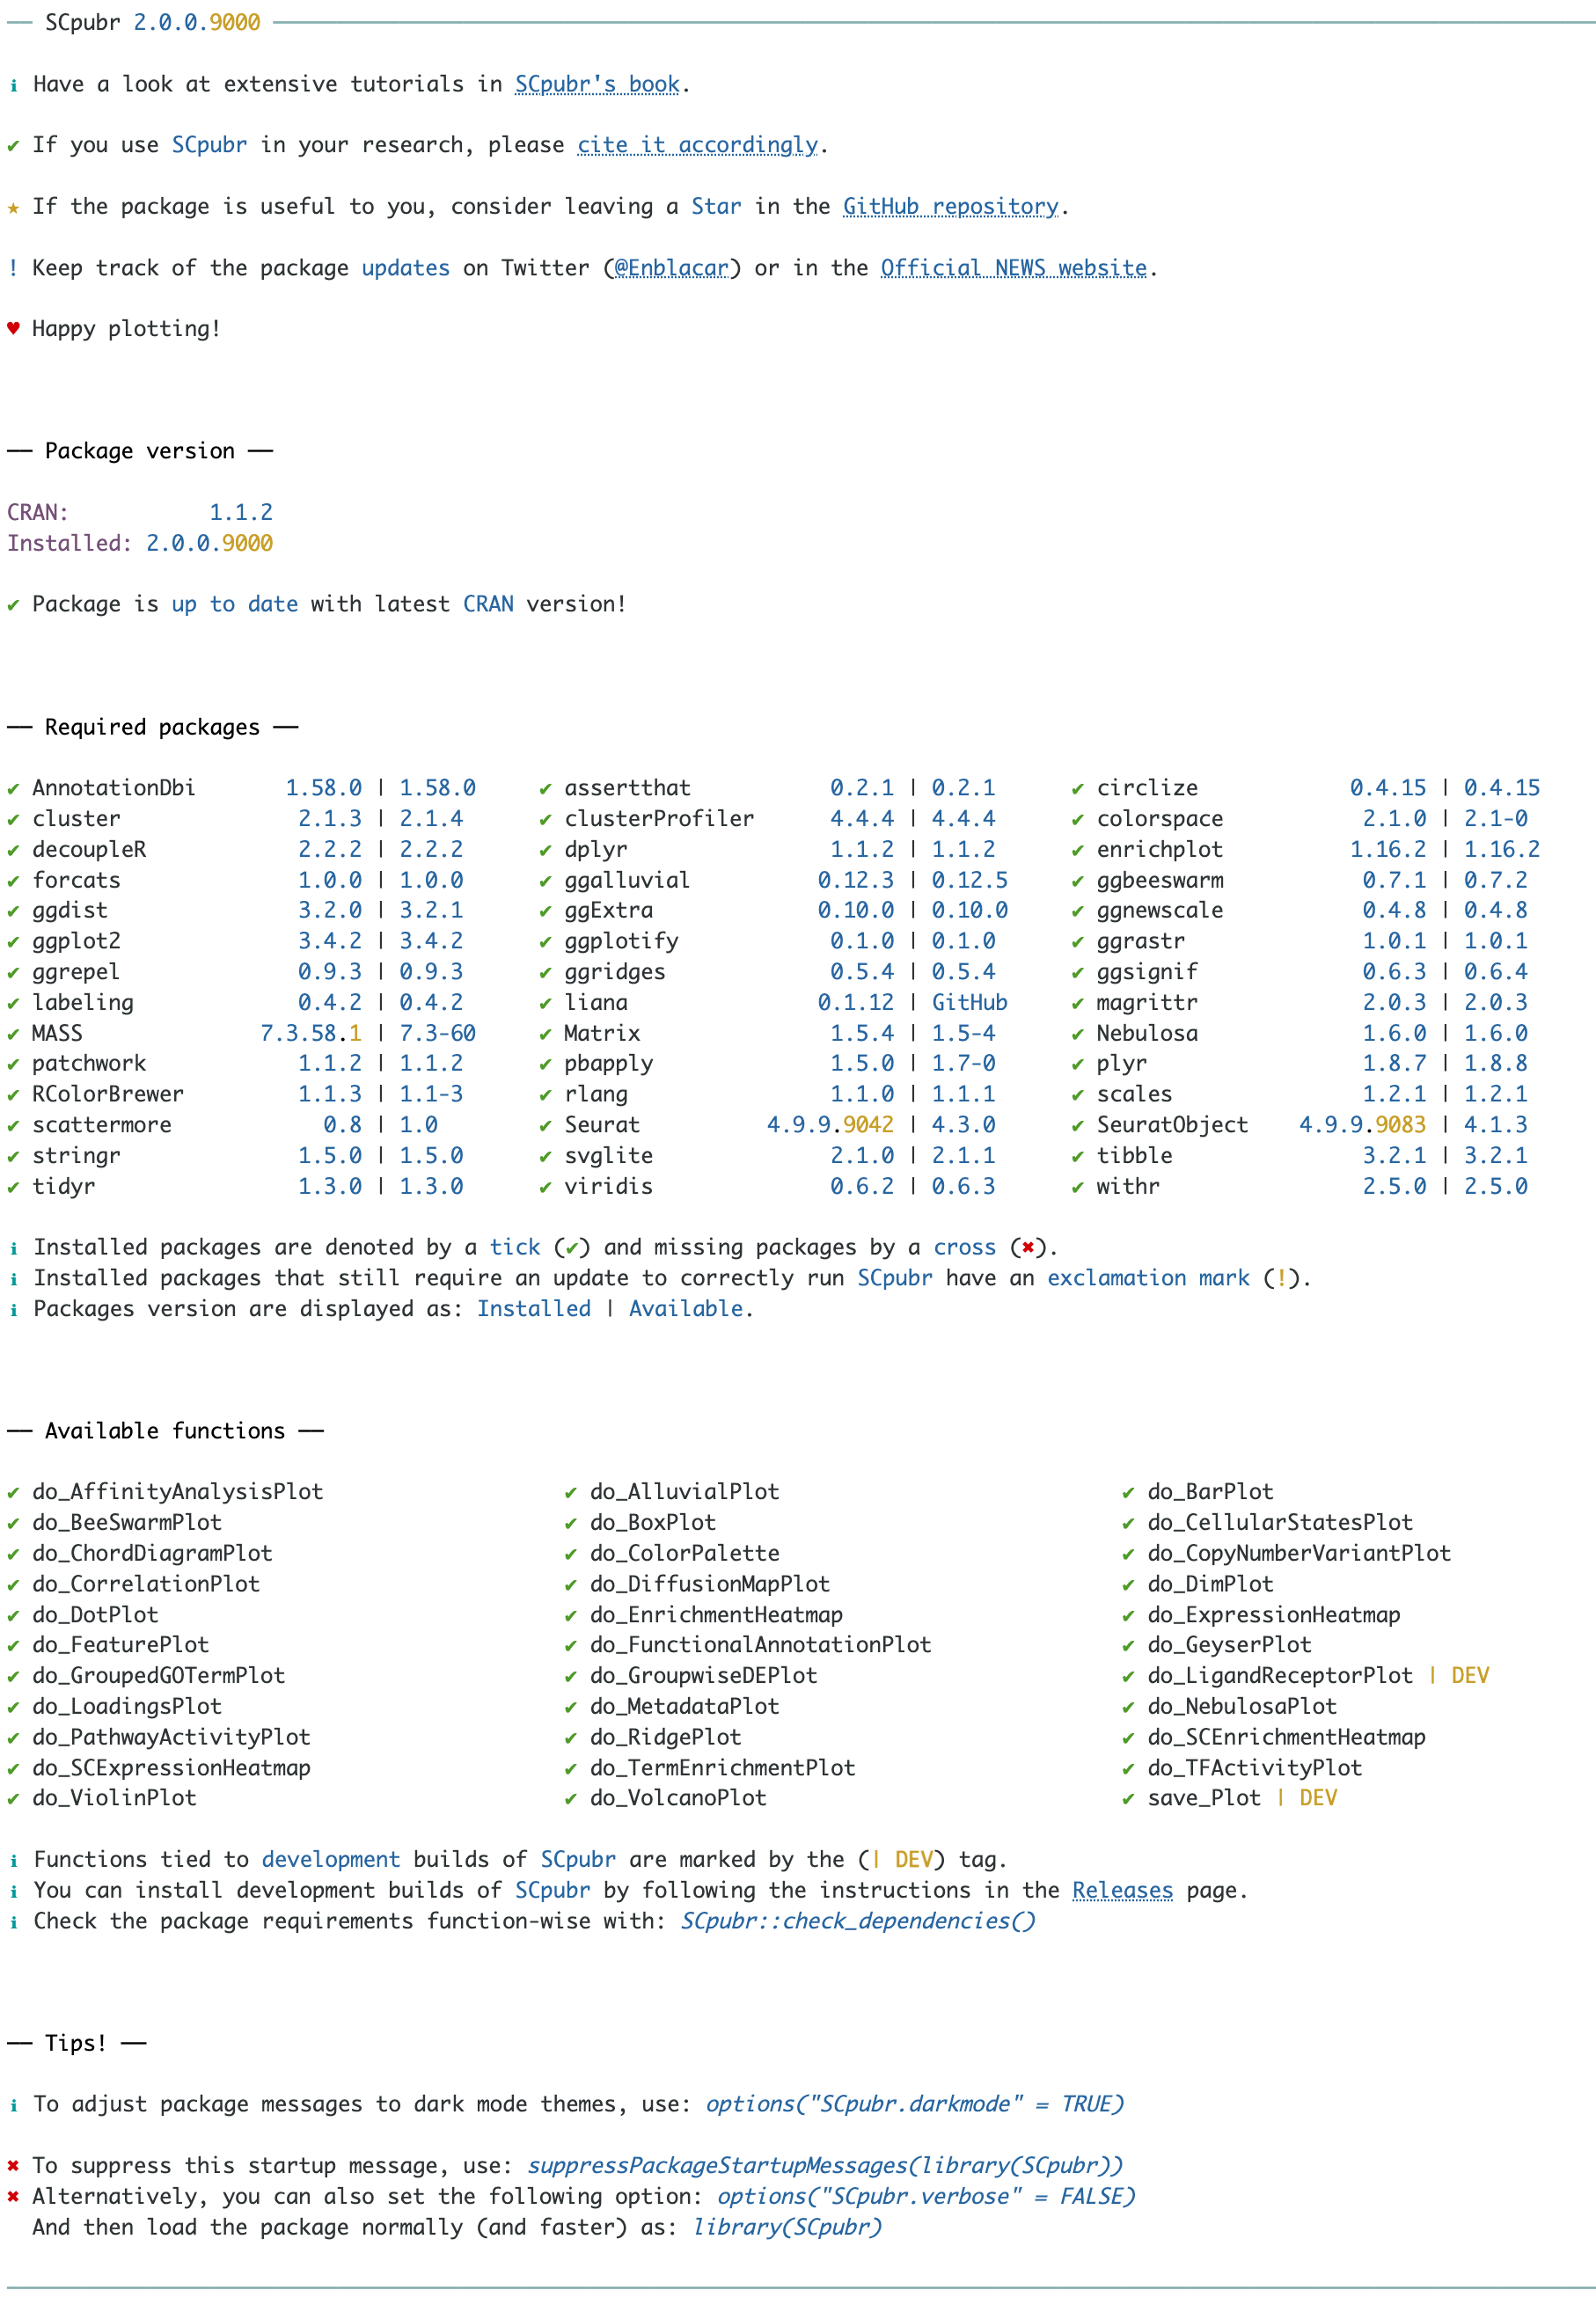 ── SCpubr 2.0.0.9000 ──
ℹ Have a look at extensive tutorials in SCpubr's book.
✔ If you use SCpubr in your research, please cite it accordingly.
★ If the package is useful to you, consider leaving a Star in the GitHub repository.
! Keep track of the package updates on Twitter (@Enblacar) or in the Official NEWS website.
♥ Happy plotting!
── Package version ──
CRAN: 1.1.2
Installed: 2.0.0.9000
✔ Package is up to date with latest CRAN version!
── Required packages ──
✔ AnnotationDbi 1.58.0 | 1.58.0 ✔ assertthat 0.2.1 | 0.2.1 ✔ circlize 0.4.15 | 0.4.15
✔ cluster 2.1.3 | 2.1.4 ✔ clusterProfiler 4.4.4 | 4.4.4 ✔ colorspace 2.1.0 | 2.1-0
✔ decoupleR 2.2.2 | 2.2.2 ✔ dplyr 1.1.2 | 1.1.2 ✔ enrichplot 1.16.2 | 1.16.2
✔ forcats 1.0.0 | 1.0.0 ✔ ggalluvial 0.12.3 | 0.12.5 ✔ ggbeeswarm 0.7.1 | 0.7.2
✔ ggdist 3.2.0 | 3.2.1 ✔ ggExtra 0.10.0 | 0.10.0 ✔ ggnewscale 0.4.8 | 0.4.8
✔ ggplot2 3.4.2 | 3.4.2 ✔ ggplotify 0.1.0 | 0.1.0 ✔ ggrastr 1.0.1 | 1.0.1
✔ ggrepel 0.9.3 | 0.9.3 ✔ ggridges 0.5.4 | 0.5.4 ✔ ggsignif 0.6.3 | 0.6.4
✔ labeling 0.4.2 | 0.4.2 ✔ liana 0.1.12 | GitHub ✔ magrittr 2.0.3 | 2.0.3
✔ MASS 7.3.58.1 | 7.3-60 ✔ Matrix 1.5.4 | 1.5-4 ✔ Nebulosa 1.6.0 | 1.6.0
✔ patchwork 1.1.2 | 1.1.2 ✔ pbapply 1.5.0 | 1.7-0 ✔ plyr 1.8.7 | 1.8.8
✔ RColorBrewer 1.1.3 | 1.1-3 ✔ rlang 1.1.0 | 1.1.1 ✔ scales 1.2.1 | 1.2.1
✔ scattermore 0.8 | 1.0 ✔ Seurat 4.9.9.9042 | 4.3.0 ✔ SeuratObject 4.9.9.9083 | 4.1.3
✔ stringr 1.5.0 | 1.5.0 ✔ svglite 2.1.0 | 2.1.1 ✔ tibble 3.2.1 | 3.2.1
✔ tidyr 1.3.0 | 1.3.0 ✔ viridis 0.6.2 | 0.6.3 ✔ withr 2.5.0 | 2.5.0
ℹ Installed packages are denoted by a tick (✔) and missing packages by a cross (✖).
ℹ Installed packages that still require an update to correctly run SCpubr have an exclamation mark (!).
ℹ Packages version are displayed as: Installed | Available.
── Available functions ──
✔ do_AffinityAnalysisPlot ✔ do_AlluvialPlot ✔ do_BarPlot
✔ do_BeeSwarmPlot ✔ do_BoxPlot ✔ do_CellularStatesPlot
✔ do_ChordDiagramPlot ✔ do_ColorPalette ✔ do_CopyNumberVariantPlot
✔ do_CorrelationPlot ✔ do_DiffusionMapPlot ✔ do_DimPlot
✔ do_DotPlot ✔ do_EnrichmentHeatmap ✔ do_ExpressionHeatmap
✔ do_FeaturePlot ✔ do_FunctionalAnnotationPlot ✔ do_GeyserPlot
✔ do_GroupedGOTermPlot ✔ do_GroupwiseDEPlot ✔ do_LigandReceptorPlot | DEV
✔ do_LoadingsPlot ✔ do_MetadataPlot ✔ do_NebulosaPlot
✔ do_PathwayActivityPlot ✔ do_RidgePlot ✔ do_SCEnrichmentHeatmap
✔ do_SCExpressionHeatmap ✔ do_TermEnrichmentPlot ✔ do_TFActivityPlot
✔ do_ViolinPlot ✔ do_VolcanoPlot ✔ save_Plot | DEV
ℹ Functions tied to development builds of SCpubr are marked by the (| DEV) tag.
ℹ You can install development builds of SCpubr by following the instructions in the Releases page.
ℹ Check the package requirements function-wise with: SCpubr::check_dependencies()
── Tips! ──
ℹ To adjust package messages to dark mode themes, use: options("SCpubr.darkmode" = TRUE)
✖ To suppress this startup message, use: suppressPackageStartupMessages(library(SCpubr))
✖ Alternatively, you can also set the following option: options("SCpubr.verbose" = FALSE)
And then load the package normally (and faster) as: library(SCpubr)